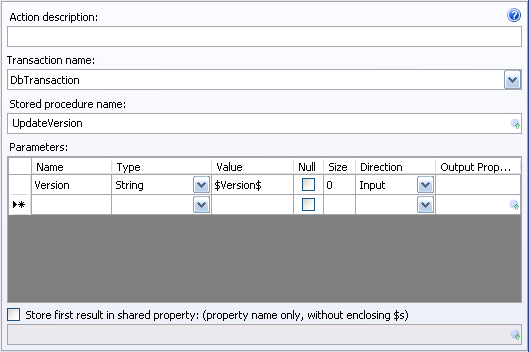 Action description:
Transaction name:
DbTransaction
Stored procedure name:
UpdateVersion
Parameters:
Name Type Value Null Size Direction Output Prop...
Version String $Version$ 0 Input
Store first result in shared property: (property name only, without enclosing $s)